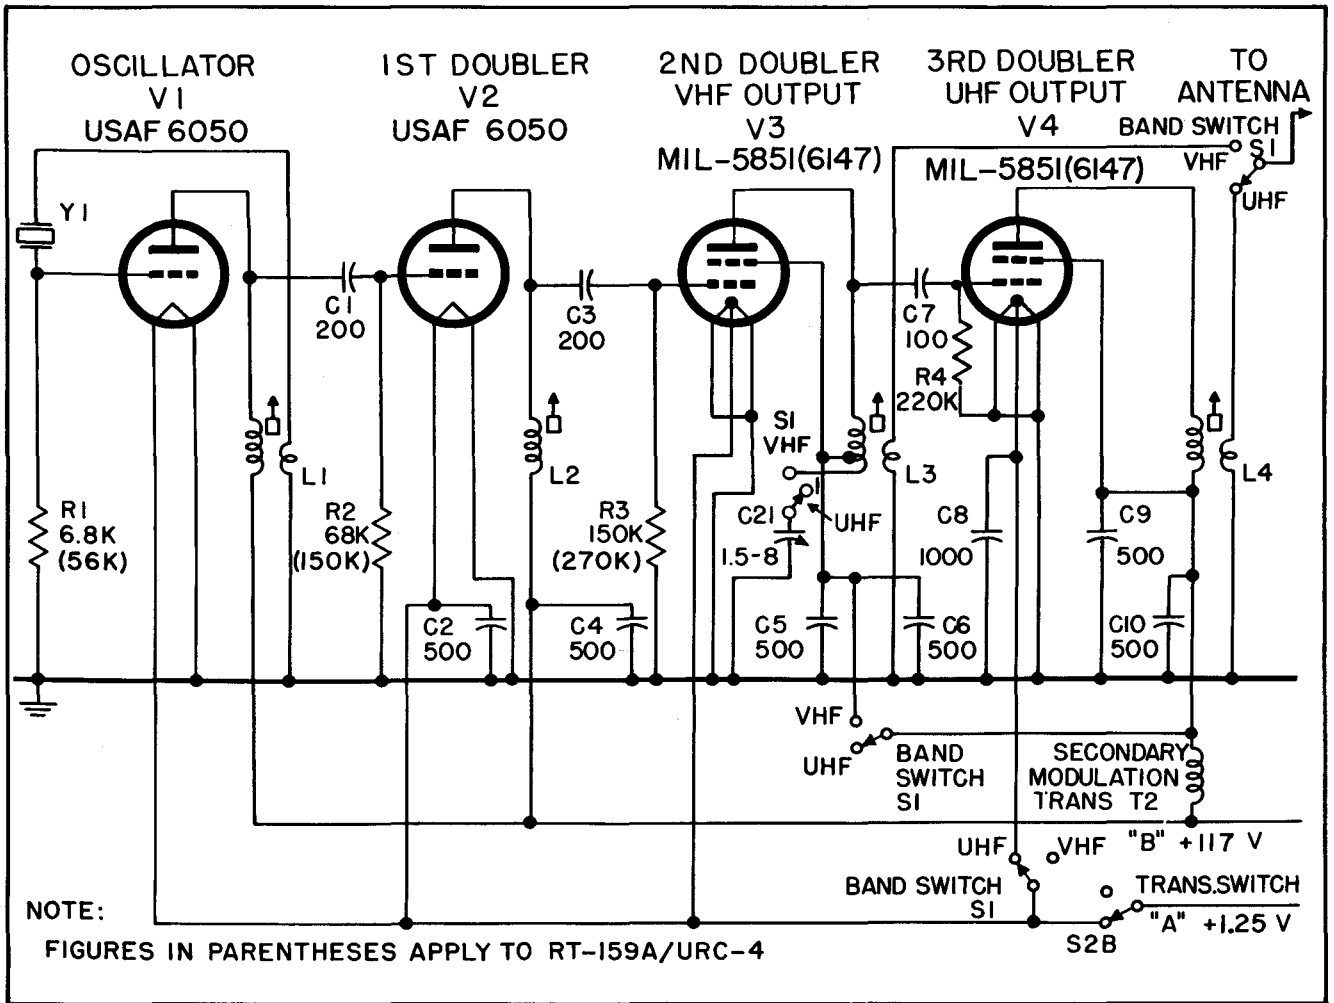 OSCILLATOR
V1
USAF 6050
1ST DOUBLER
V2
USAF 6050
2ND DOUBLER
VHF OUTPUT
V3
MIL-5851(6147)
3RD DOUBLER
UHF OUTPUT
V4
MIL-5851(6147)
TO
ANTENNA
BAND SWITCH
S1
VHF
UHF
Y1
C1
200
C3
200
C7
100
R4
220K
L1
L2
S1
VHF
L3
L4
R1
6.8K
(56K)
R2
68K
(150K)
R3
150K
(270K)
C21
1.5-8
1
UHF
C8
1000
C9
500
C2
500
C4
500
C5
500
C6
500
C10
500
VHF
UHF
BAND
SWITCH
S1
SECONDARY
MODULATION
TRANS T2
"B" +117 V
UHF
VHF
BAND SWITCH
S1
TRANS.SWITCH
"A" +1.25 V
S2B
NOTE:
FIGURES IN PARENTHESES APPLY TO RT-159A/URC-4